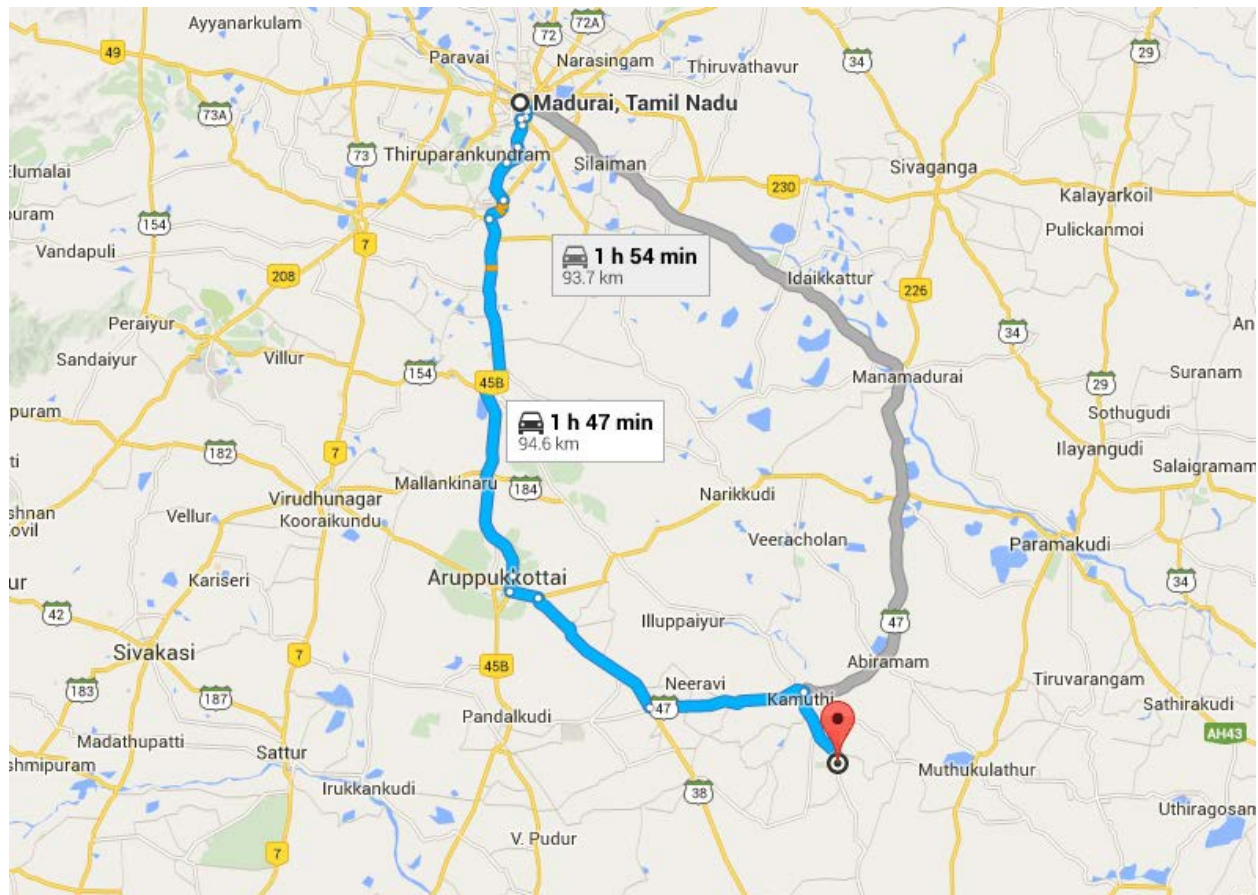 Ayyanarkulam
72A
72
49
Paravai
Narasingam
34
29
Thiruvathavur
Madurai, Tamil Nadu
73A
73
Thiruparankundram
Silaiman
Sivaganga
Elumalai
230
Kalayarkoil
puram
154
Pulickanmoi
Vandapuli
7
1 h 54 min
93.7 km
208
Idaikkattur
226
Peraiyur
34
An
Sandaiyur
Villur
154
45B
Manamadurai
Suranam
29
puram
1 h 47 min
94.6 km
Sothugudi
182
7
Ilayangudi
ti
Salaigramam
Mallankinaru
184
Narikkudi
Virudhunagar
shnan
Kovil
Vellur
Kooraikundu
Veeracholan
Paramakudi
ur
Kariseri
Aruppukkottai
34
42
Illuppaiyur
47
Sivakasi
7
45B
Abiramam
Neeravi
Tiruvarangam
183
187
47
Kamuthi
Sathirakudi
Pandalkudi
AH43
Madathupatti
Sattur
shmipuram
Muthukulathur
Irukkankudi
38
Uthiragosam
V. Pudur
7